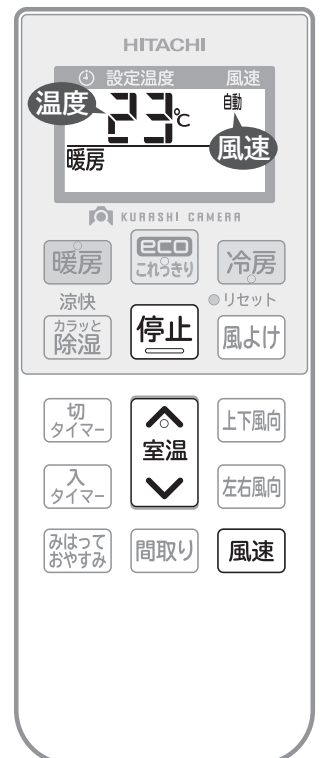 HITACHI
設定温度 風速
温度 23℃ 自動
暖房 風速
KURASHI CAMERA
暖房 eco これっきり 冷房
涼快 リセット
カラッと除湿 停止 風よけ
切タイマー 室温 上下風向
入タイマー 左右風向
みはっておやすみ 間取り 風速